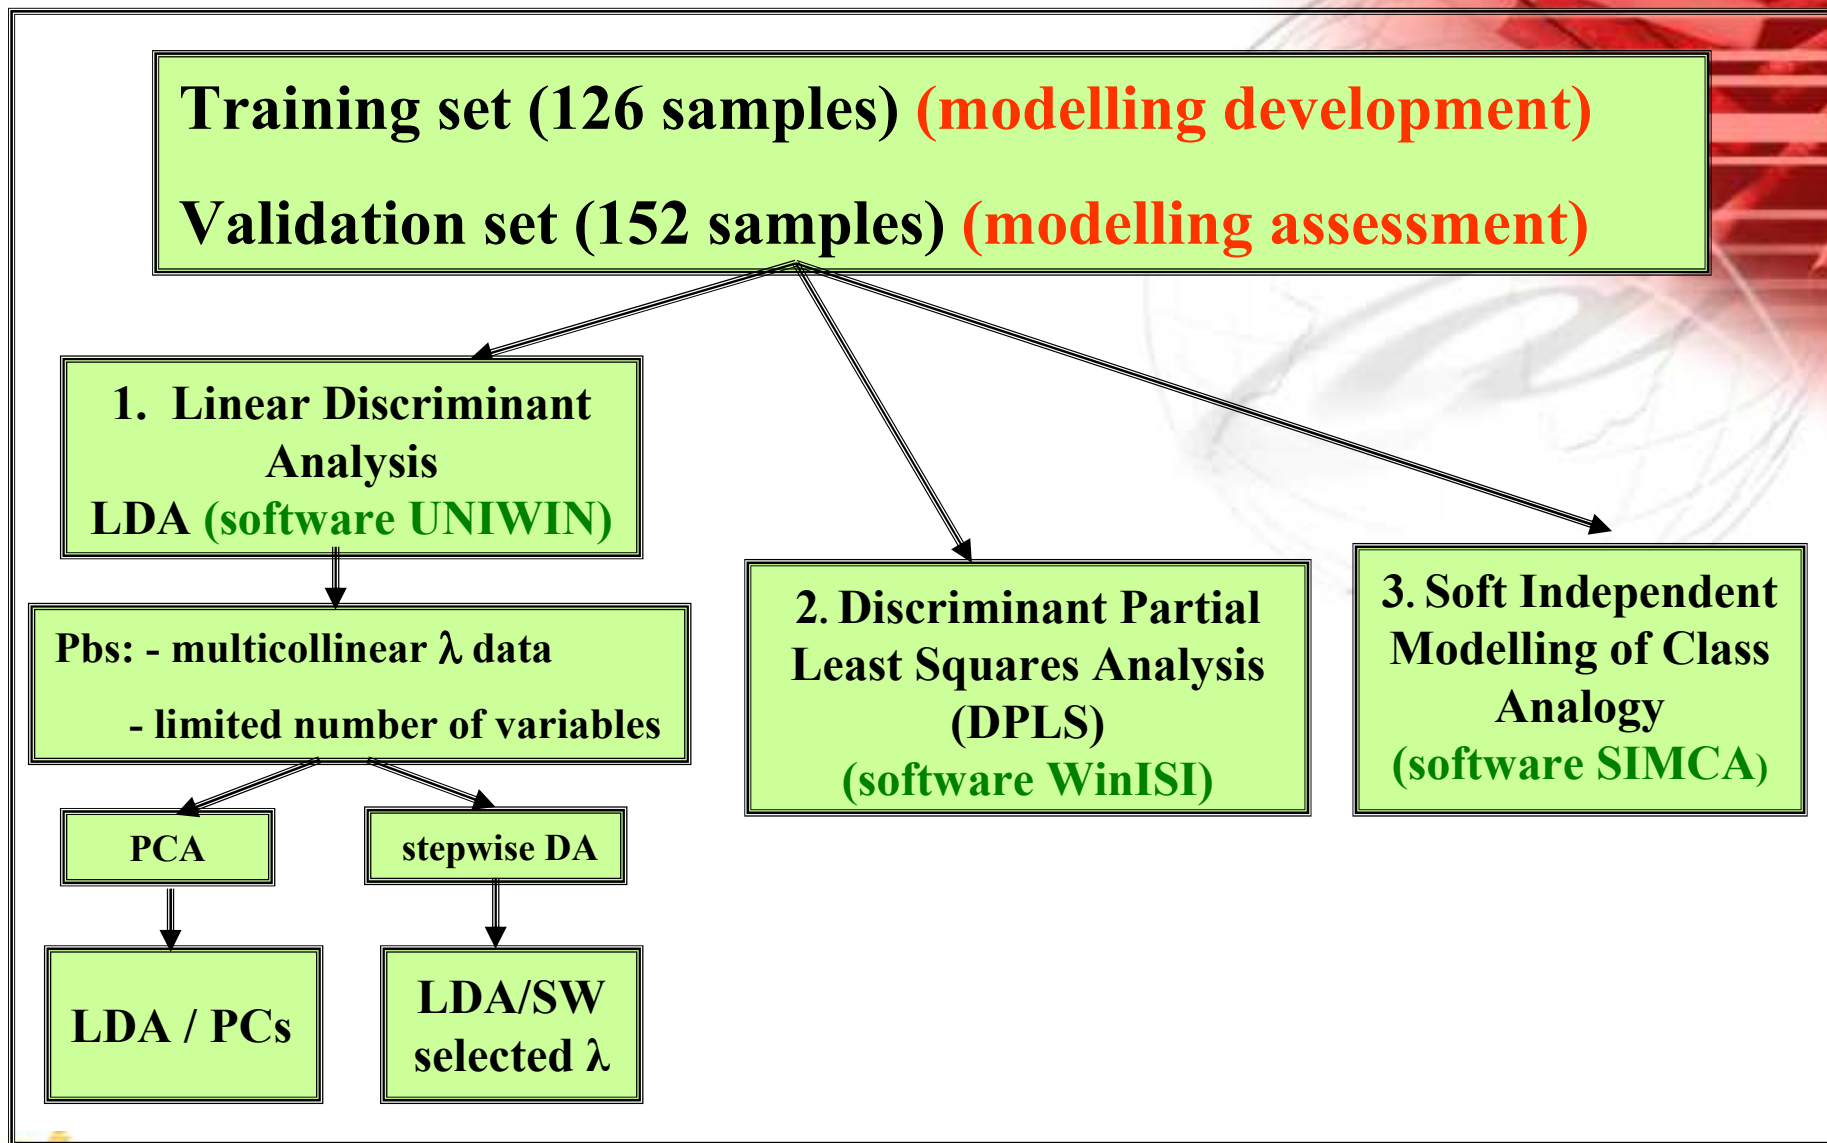 Training set (126 samples) (modelling development)
Validation set (152 samples) (modelling assessment)
1. Linear Discriminant
Analysis
LDA (software UNIWIN)
Pbs: - multicollinear λ data
- limited number of variables
PCA
stepwise DA
LDA / PCs
LDA/SW
selected λ
2. Discriminant Partial
Least Squares Analysis
(DPLS)
(software WinISI)
3. Soft Independent
Modelling of Class
Analogy
(software SIMCA)